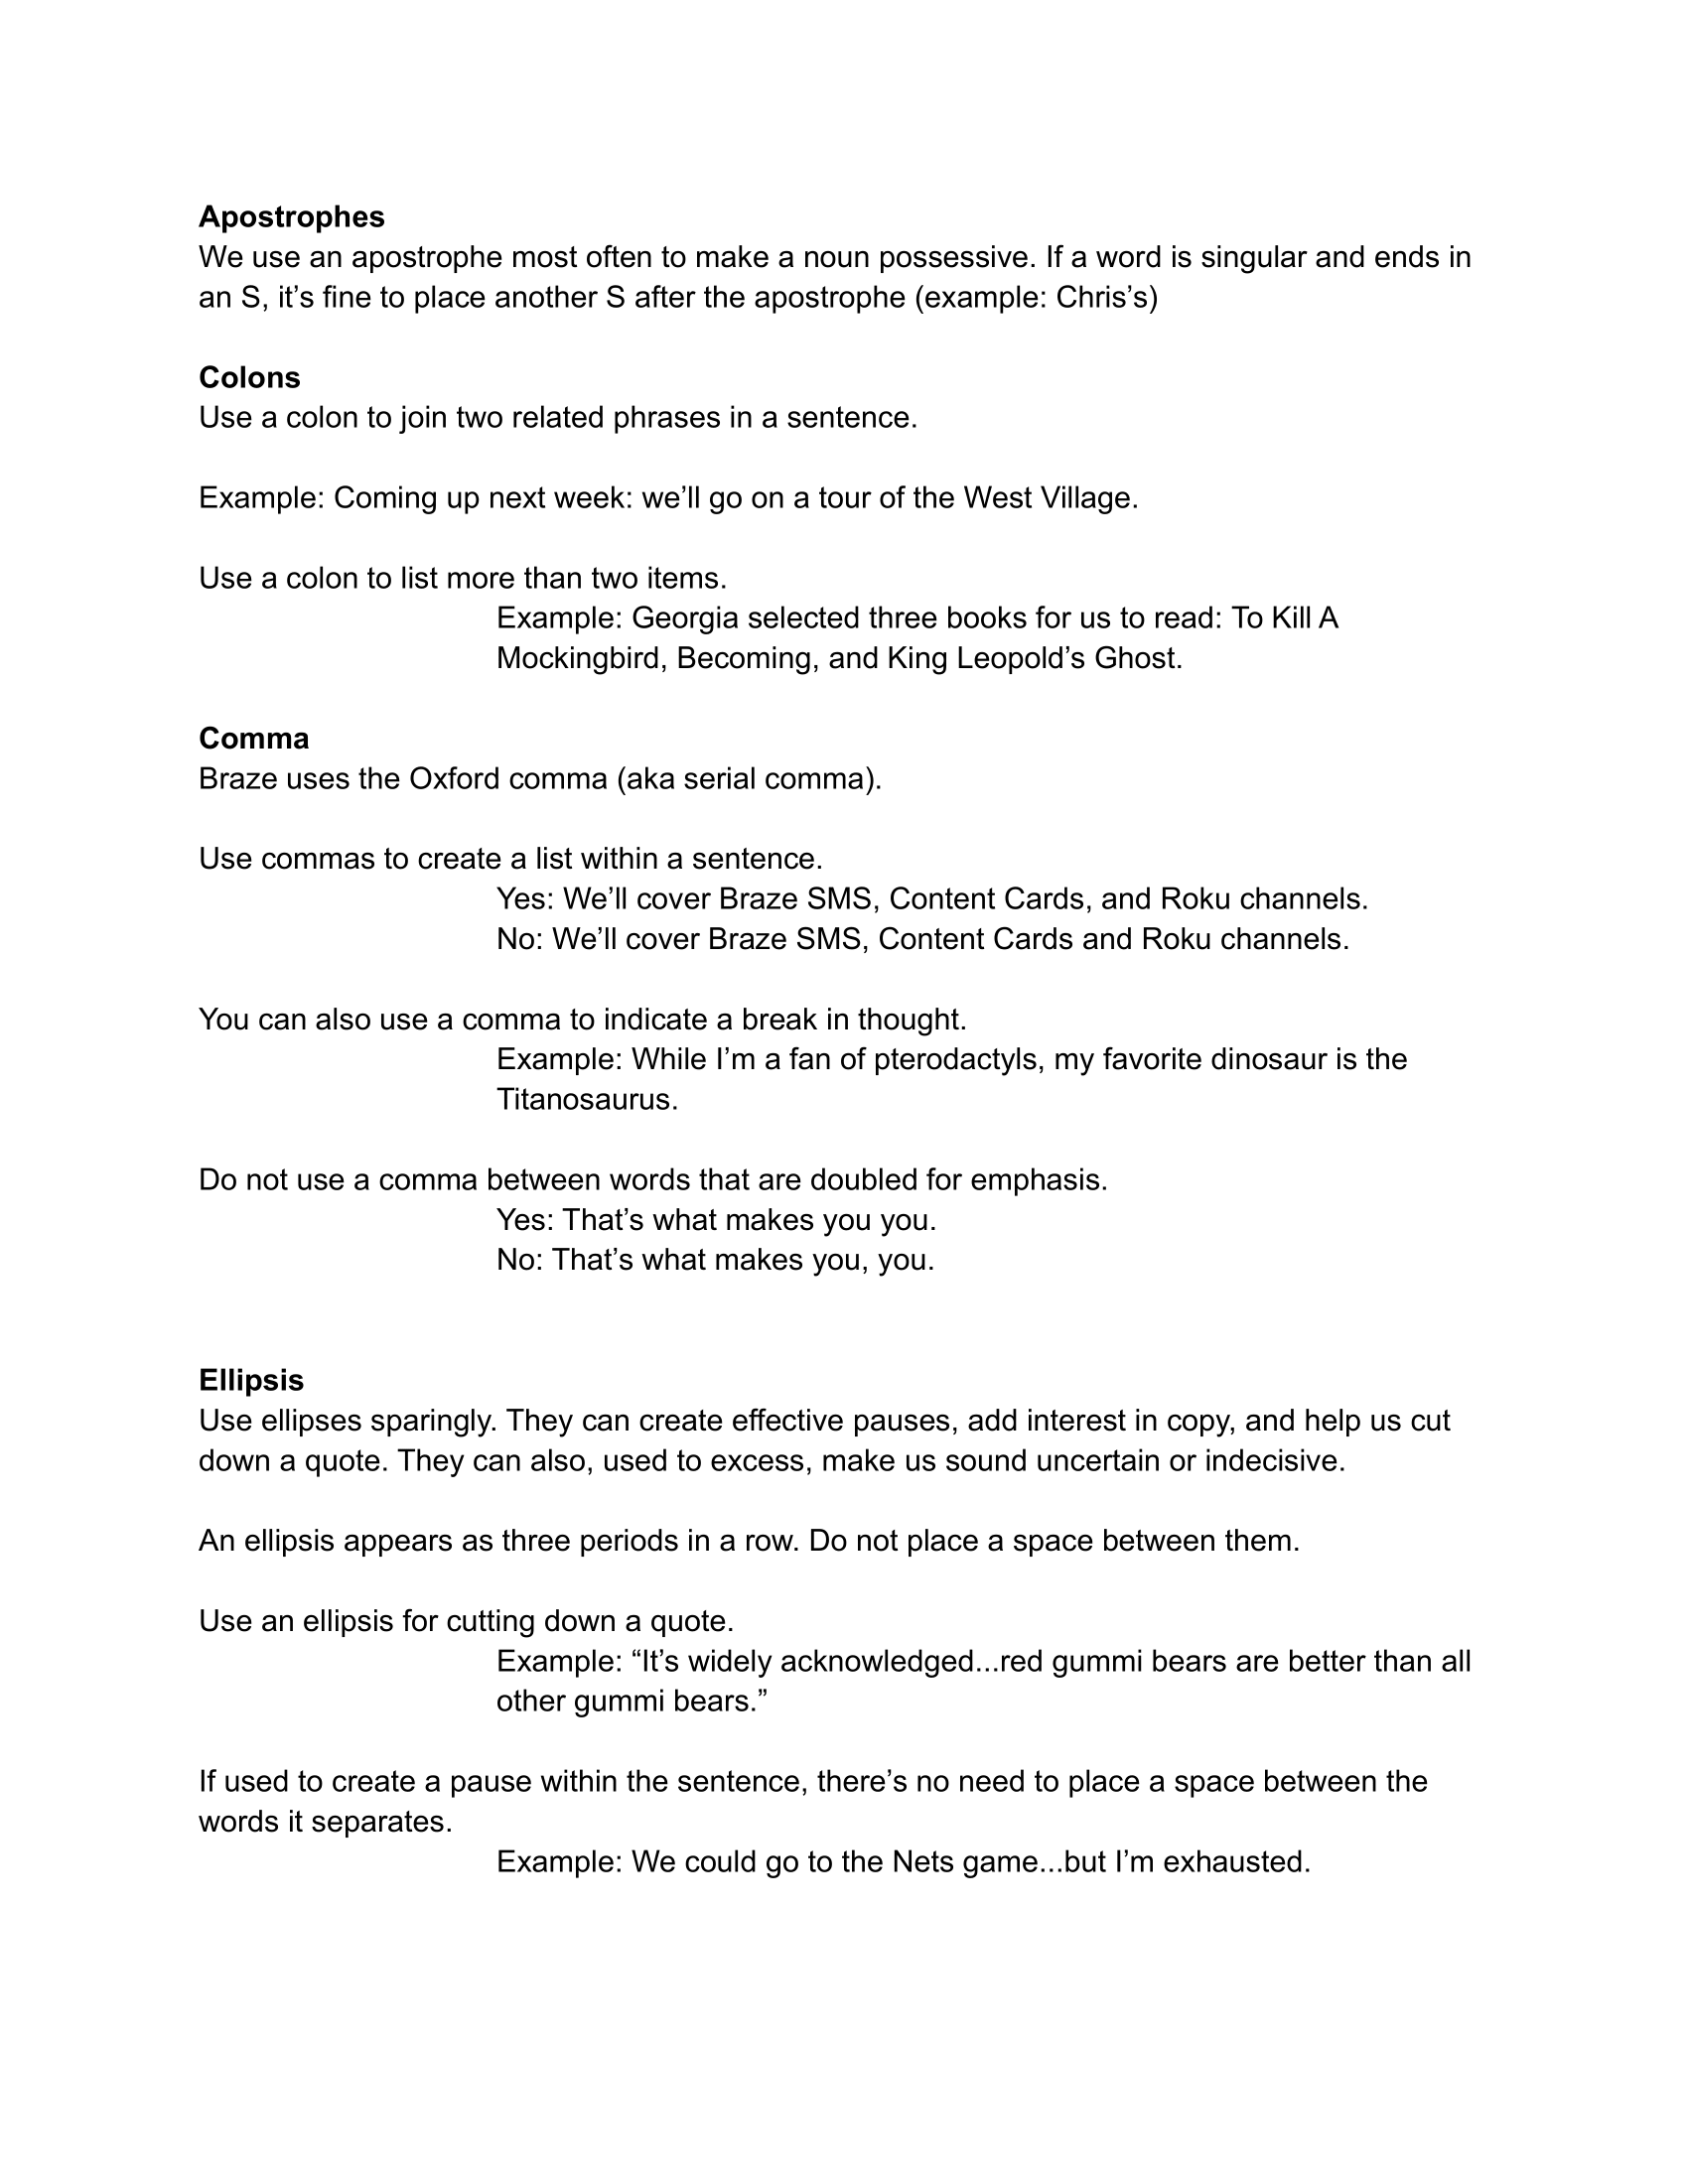 Apostrophes
We use an apostrophe most often to make a noun possessive. If a word is singular and ends in
an S, it’s fine to place another S after the apostrophe (example: Chris’s)
Colons
Use a colon to join two related phrases in a sentence.
Example: Coming up next week: we’ll go on a tour of the West Village.
Use a colon to list more than two items.
Example: Georgia selected three books for us to read: To Kill A
Mockingbird, Becoming, and King Leopold’s Ghost.
Comma
Braze uses the Oxford comma (aka serial comma).
Use commas to create a list within a sentence.
Yes: We’ll cover Braze SMS, Content Cards, and Roku channels.
No: We’ll cover Braze SMS, Content Cards and Roku channels.
You can also use a comma to indicate a break in thought.
Example: While I’m a fan of pterodactyls, my favorite dinosaur is the
Titanosaurus.
Do not use a comma between words that are doubled for emphasis.
Yes: That’s what makes you you.
No: That’s what makes you, you.
Ellipsis
Use ellipses sparingly. They can create effective pauses, add interest in copy, and help us cut
down a quote. They can also, used to excess, make us sound uncertain or indecisive.
An ellipsis appears as three periods in a row. Do not place a space between them.
Use an ellipsis for cutting down a quote.
Example: “It’s widely acknowledged...red gummi bears are better than all
other gummi bears.”
If used to create a pause within the sentence, there’s no need to place a space between the
words it separates.
Example: We could go to the Nets game...but I’m exhausted.